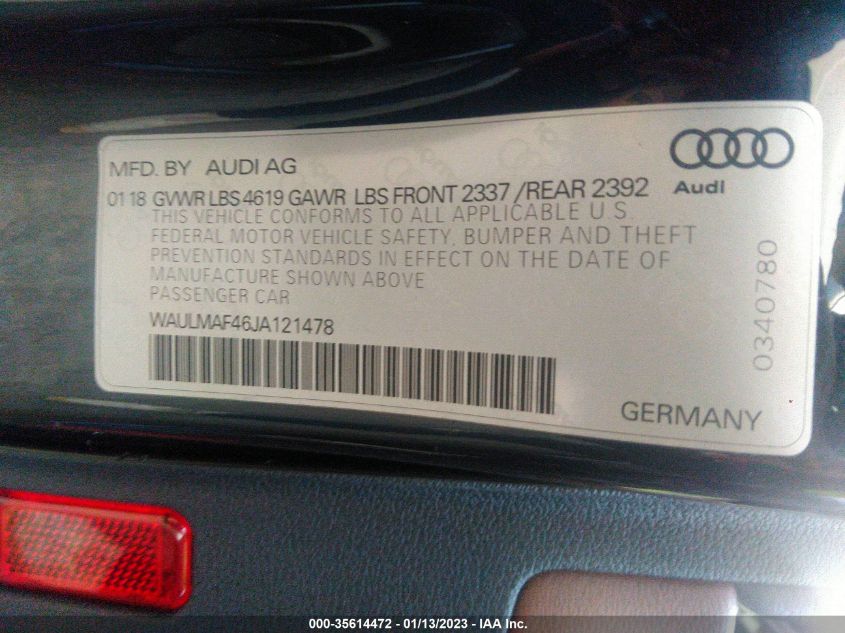 MFD. BY AUDI AG
01 18 GVWR LBS 4619 GAWR LBS FRONT 2337 /REAR 2392
THIS VEHICLE CONFORMS TO ALL APPLICABLE U.S.
FEDERAL MOTOR VEHICLE SAFETY, BUMPER AND THEFT
PREVENTION STANDARDS IN EFFECT ON THE DATE OF
MANUFACTURE SHOWN ABOVE
PASSENGER CAR
WAULMAF46JA121478
Audi
0340780
GERMANY
000-35614472 - 01/13/2023 - IAA Inc.